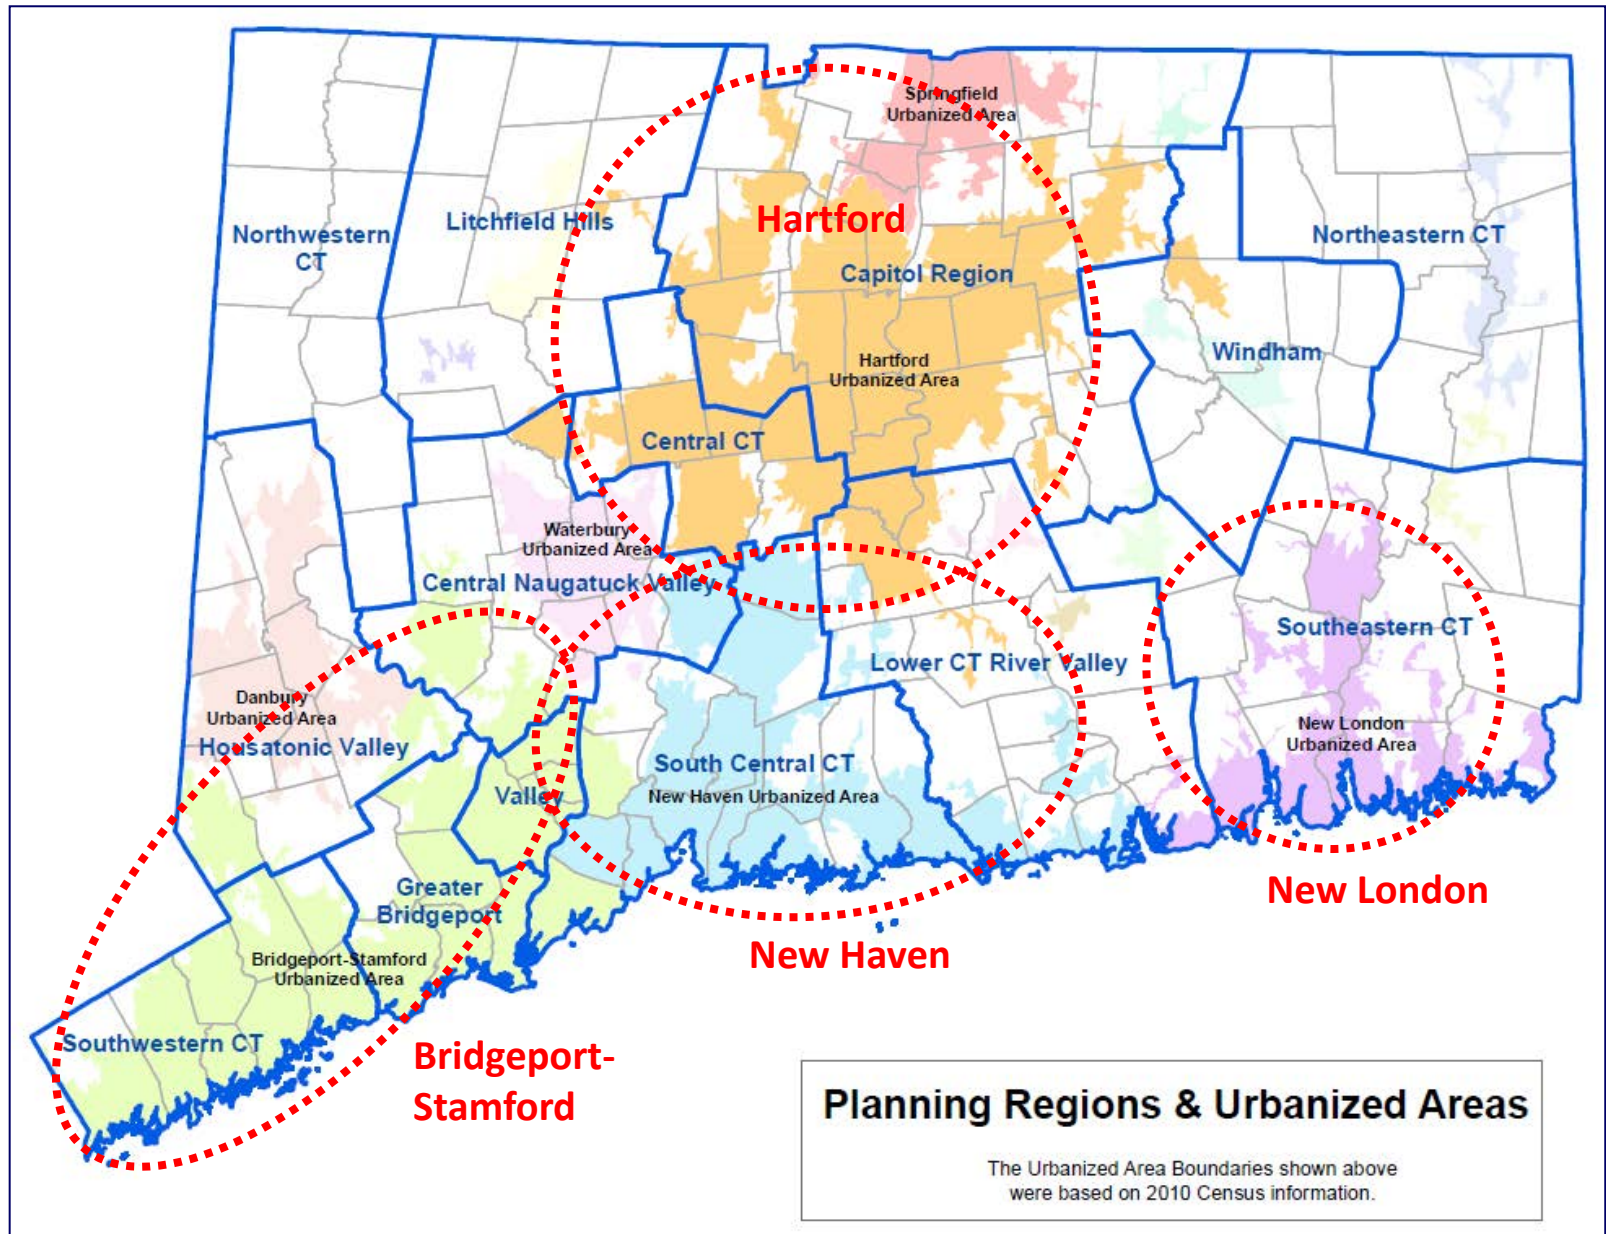 Springfield
Urbanized Area
Hartford
Litchfield Hills
Northwestern
CT
Northeastern CT
Capitol Region
Windham
Hartford
Urbanized Area
Central CT
Waterbury
Urbanized Area
Central Naugatuck Valley
Southeastern CT
Lower CT River Valley
Danbury
Urbanized Area
Housatonic Valley
New London
Urbanized Area
South Central CT
New Haven Urbanized Area
Valley
Greater
Bridgeport
New London
New Haven
Bridgeport-Stamford
Urbanized Area
Southwestern CT
Bridgeport-
Stamford
Planning Regions & Urbanized Areas
The Urbanized Area Boundaries shown above
were based on 2010 Census information.